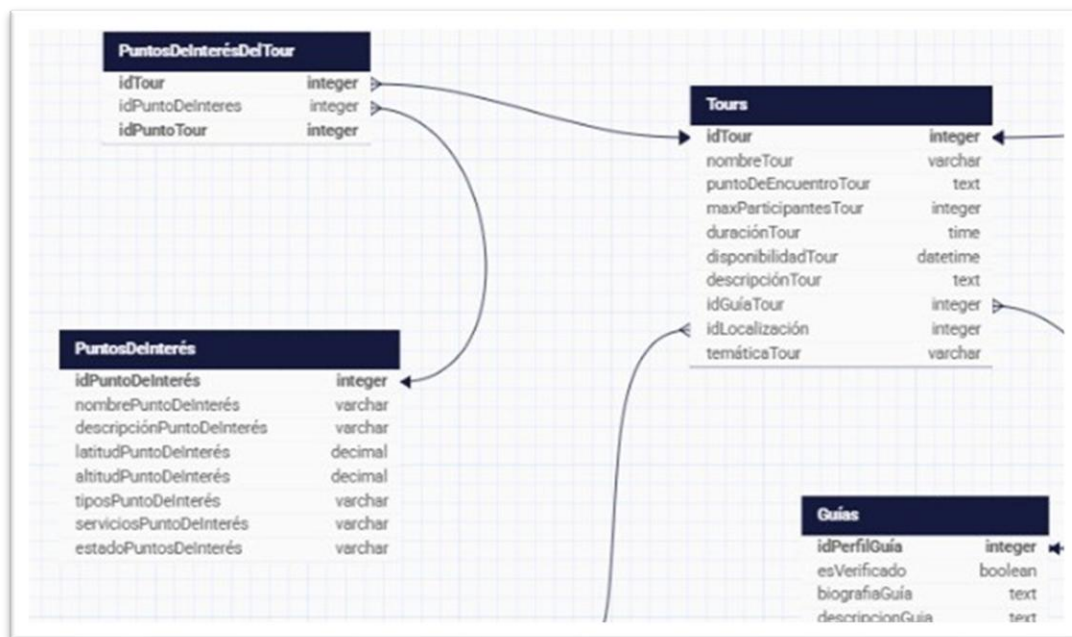 PuntosDeInterésDelTour
idTour integer
idPuntoDeInteres integer
idPuntoTour integer
Tours
idTour integer
nombreTour varchar
puntoDeEncuentroTour text
maxParticipantesTour integer
duraciónTour time
disponibilidadTour datetime
descripciónTour text
idGuíaTour integer
idLocalización integer
temáticaTour varchar
PuntosDeInterés
idPuntoDeInterés integer
nombrePuntoDeInterés varchar
descripciónPuntoDeInterés varchar
latitudPuntoDeInterés decimal
altitudPuntoDeInterés decimal
tiposPuntoDeInterés varchar
serviciosPuntoDeInterés varchar
estadoPuntosDeInterés varchar
Guías
idPerfilGuía integer
esVerificado boolean
biografiaGuía text
descripcionGuia text